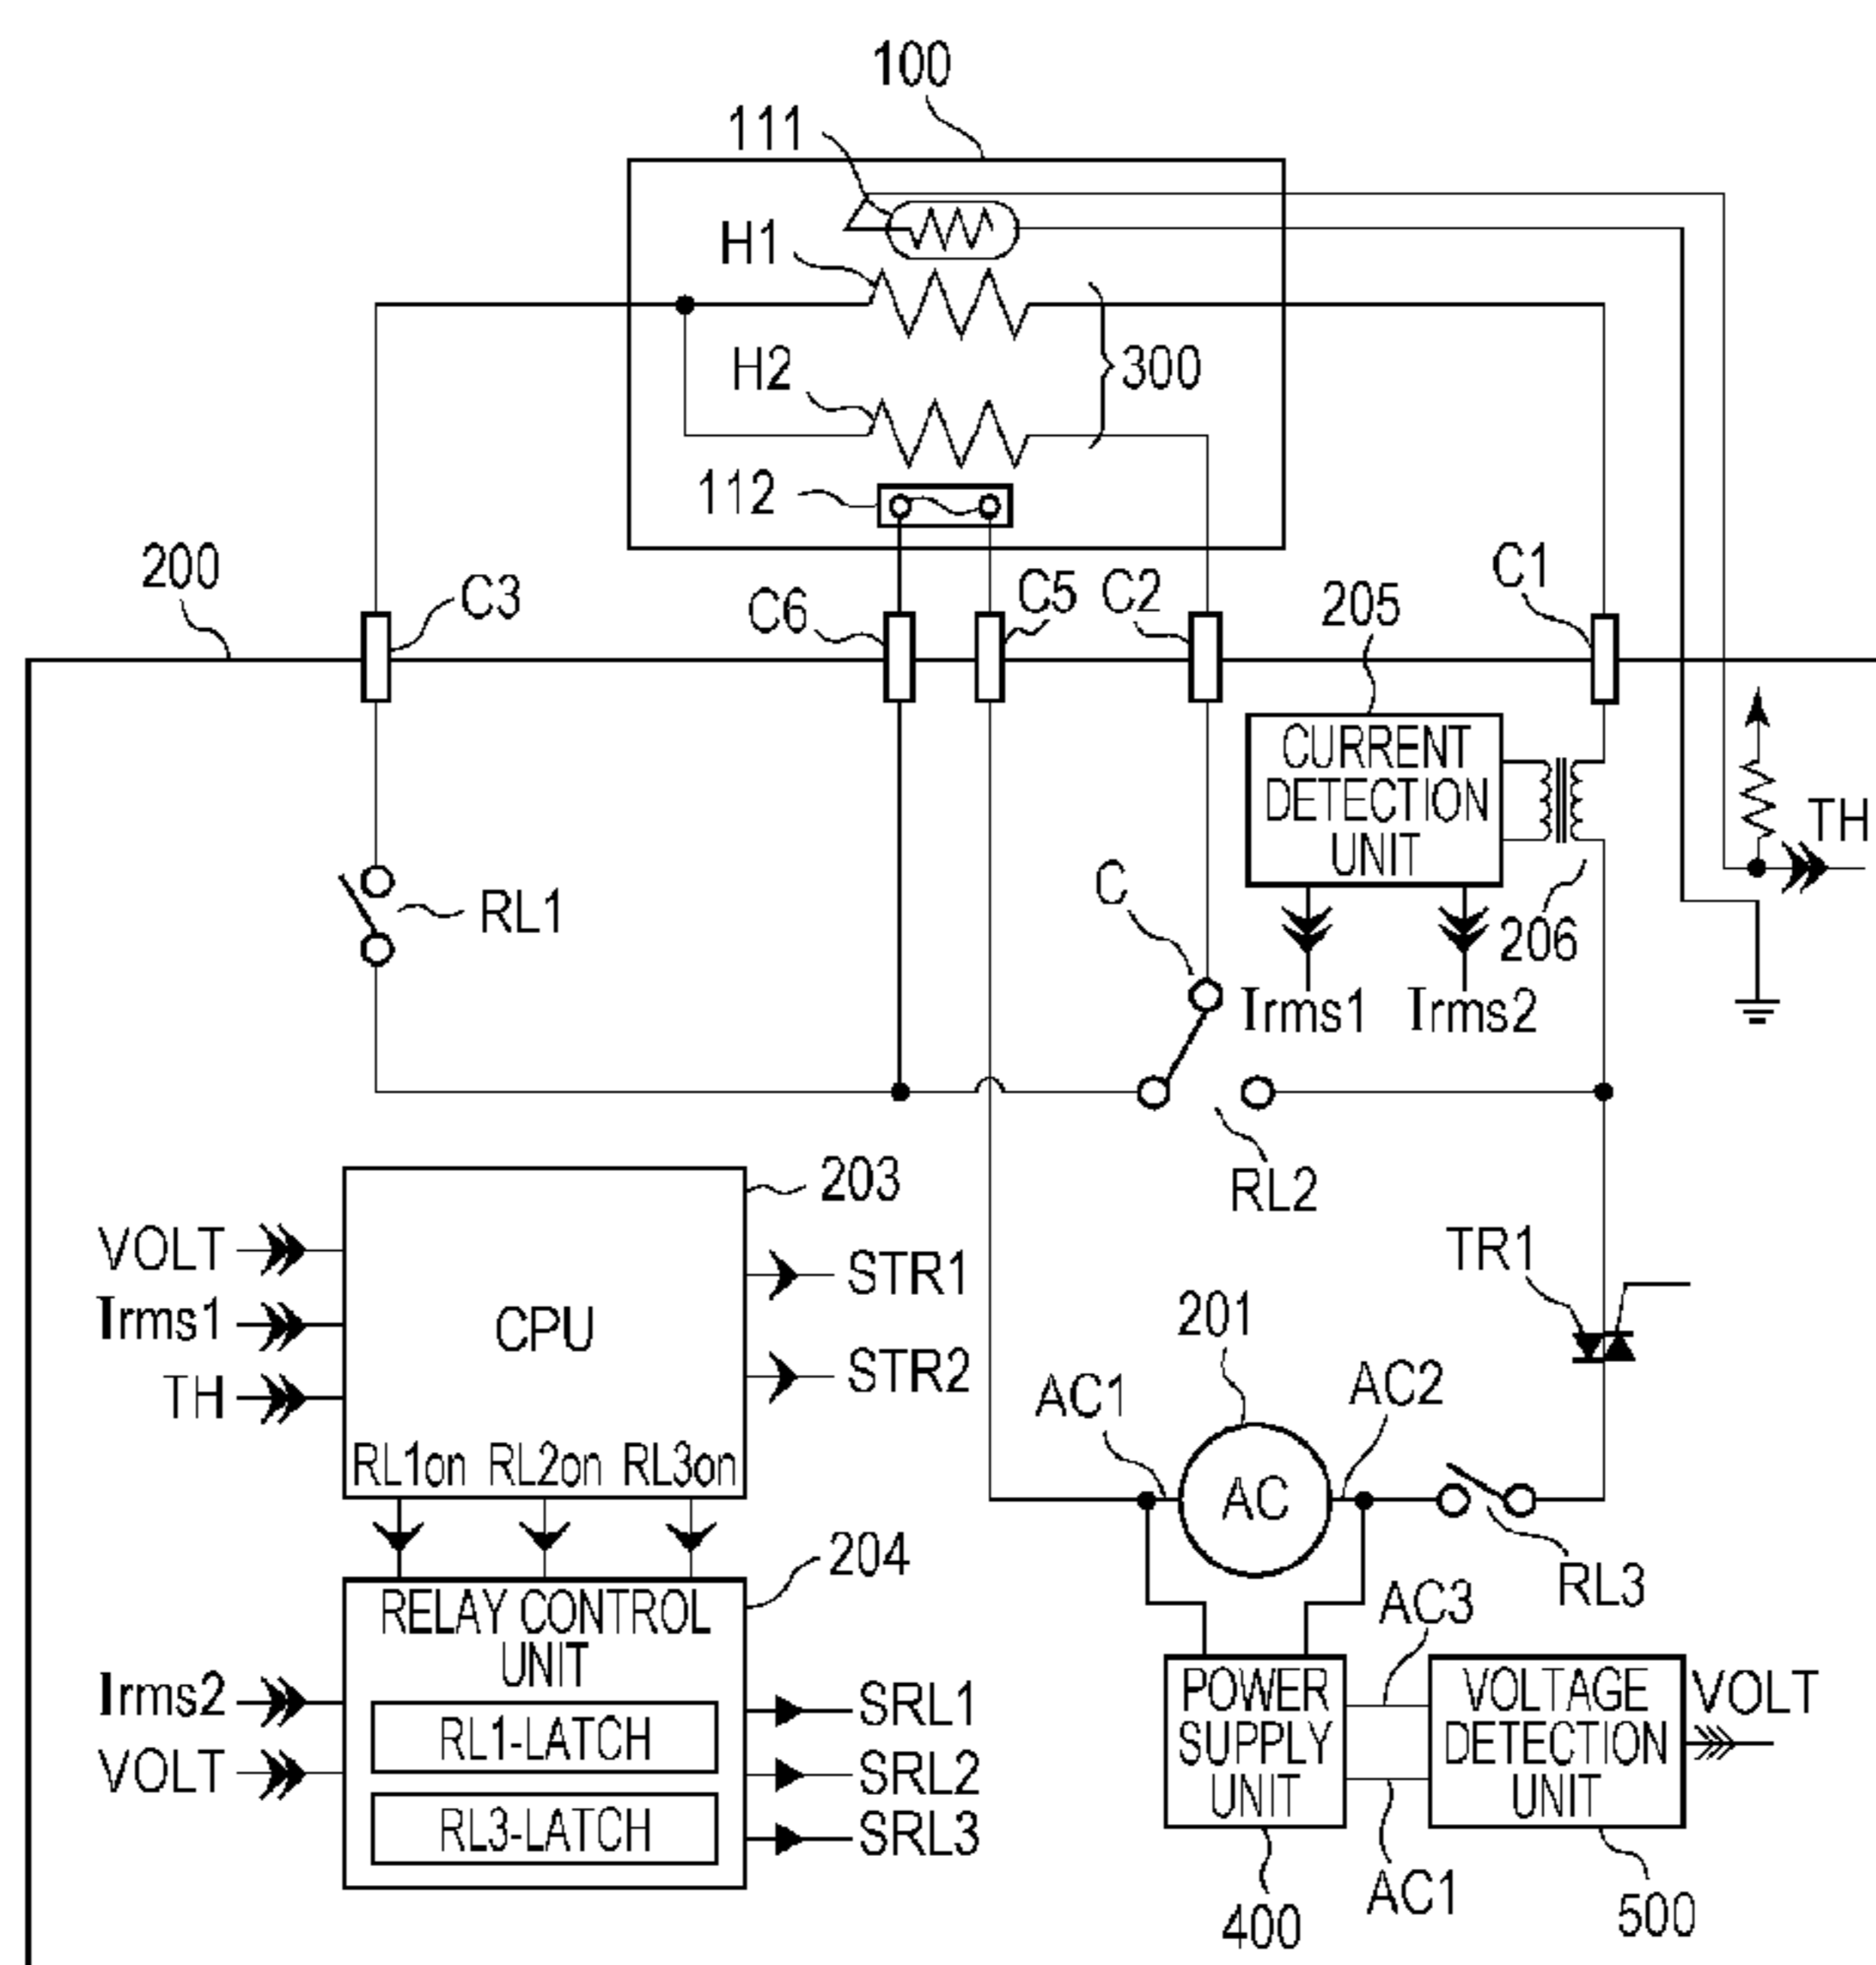 100
111
H1
H2
300
112
200
C3
C6
C5
C2
C1
205
CURRENT
DETECTION
UNIT
TH
206
Irms1
Irms2
RL1
C
RL2
203
VOLT
Irms1
TH
CPU
STR1
STR2
RL1on RL2on RL3on
204
RELAY CONTROL
UNIT
Irms2
VOLT
RL1-LATCH
RL3-LATCH
SRL1
SRL2
SRL3
TR1
201
AC1
AC
AC2
RL3
AC3
POWER
SUPPLY
UNIT
VOLTAGE
DETECTION
UNIT
VOLT
AC1
400
500